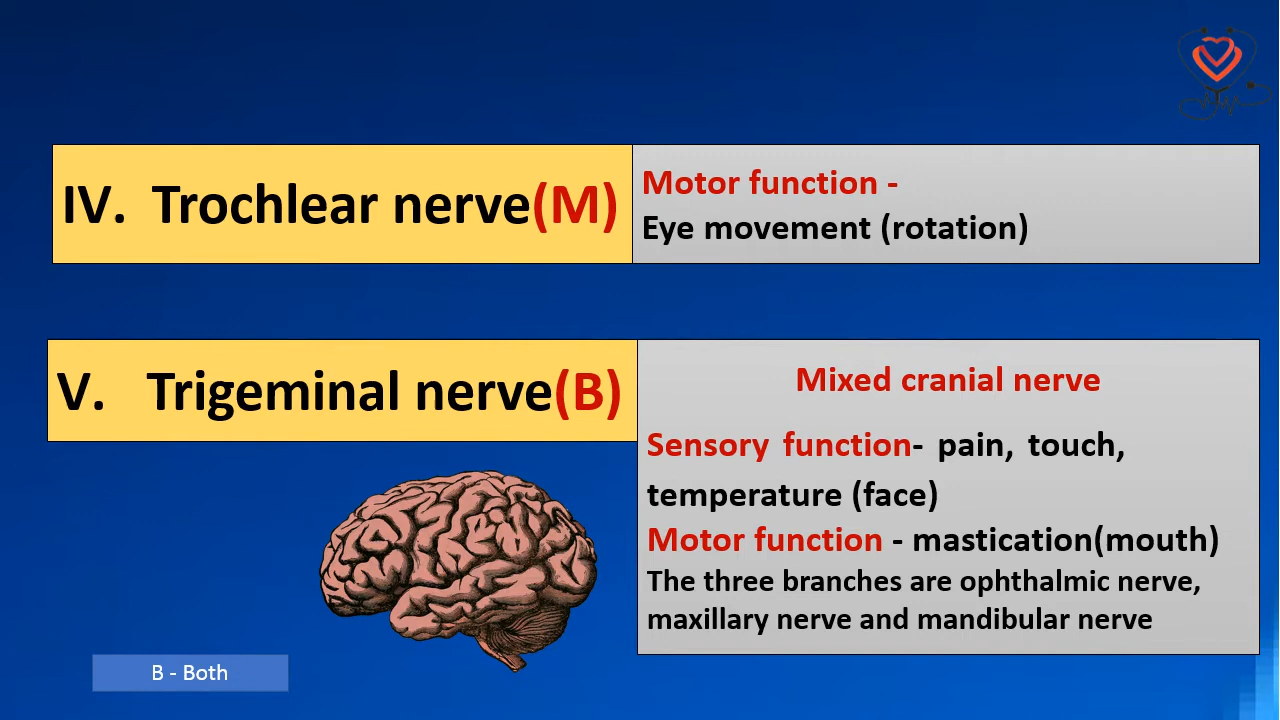 IV. Trochlear nerve(M)
Motor function -
Eye movement (rotation)
V. Trigeminal nerve(B)
Mixed cranial nerve
Sensory function- pain, touch,
temperature (face)
Motor function - mastication(mouth)
The three branches are ophthalmic nerve,
maxillary nerve and mandibular nerve
B - Both